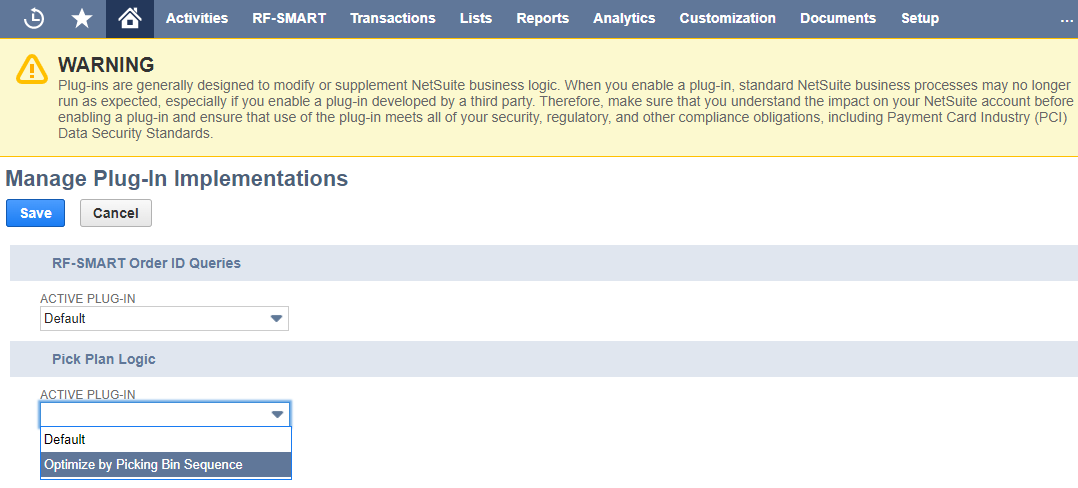 Activities RF-SMART Transactions Lists Reports Analytics Customization Documents Setup ...
WARNING
Plug-ins are generally designed to modify or supplement NetSuite business logic. When you enable a plug-in, standard NetSuite business processes may no longer
run as expected, especially if you enable a plug-in developed by a third party. Therefore, make sure that you understand the impact on your NetSuite account before
enabling a plug-in and ensure that use of the plug-in meets all of your security, regulatory, and other compliance obligations, including Payment Card Industry (PCI)
Data Security Standards.
Manage Plug-In Implementations
Save Cancel
RF-SMART Order ID Queries
ACTIVE PLUG-IN
Default
Pick Plan Logic
ACTIVE PLUG-IN
Default
Optimize by Picking Bin Sequence